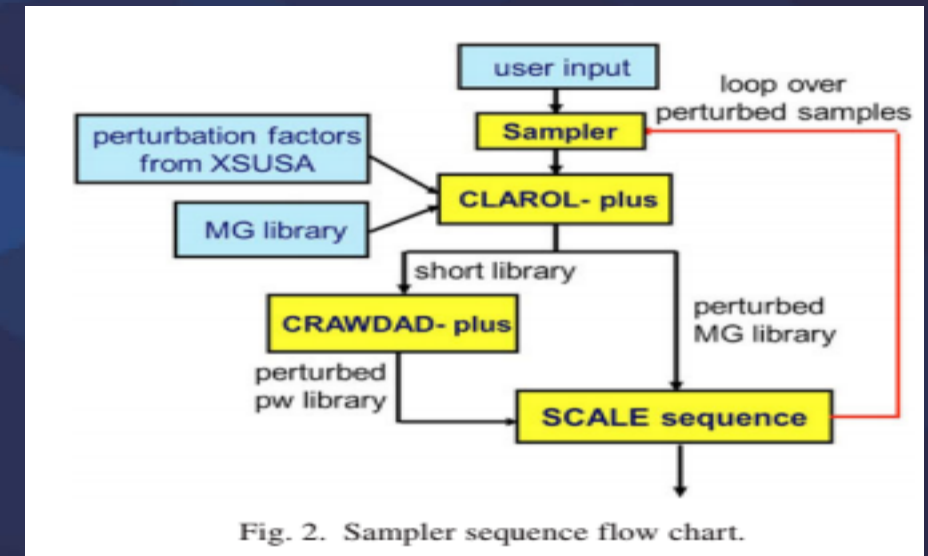 user input
loop over
perturbed samples
Sampler
perturbation factors
from XSUSA
CLAROL- plus
MG library
short library
CRAWDAD- plus
perturbed
MG library
perturbed
pw library
SCALE sequence
Fig. 2. Sampler sequence flow chart.